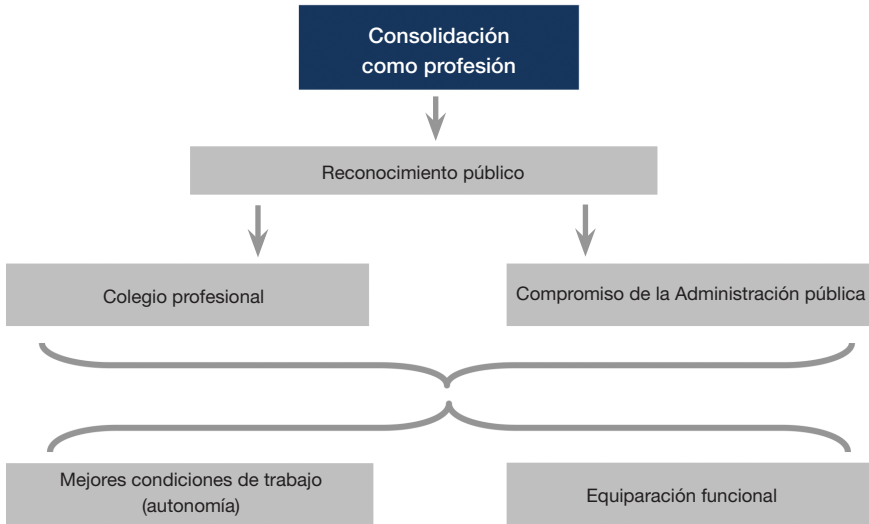 Consolidación
como profesión
Reconocimiento público
Colegio profesional
Compromiso de la Administración pública
Mejores condiciones de trabajo
(autonomía)
Equiparación funcional